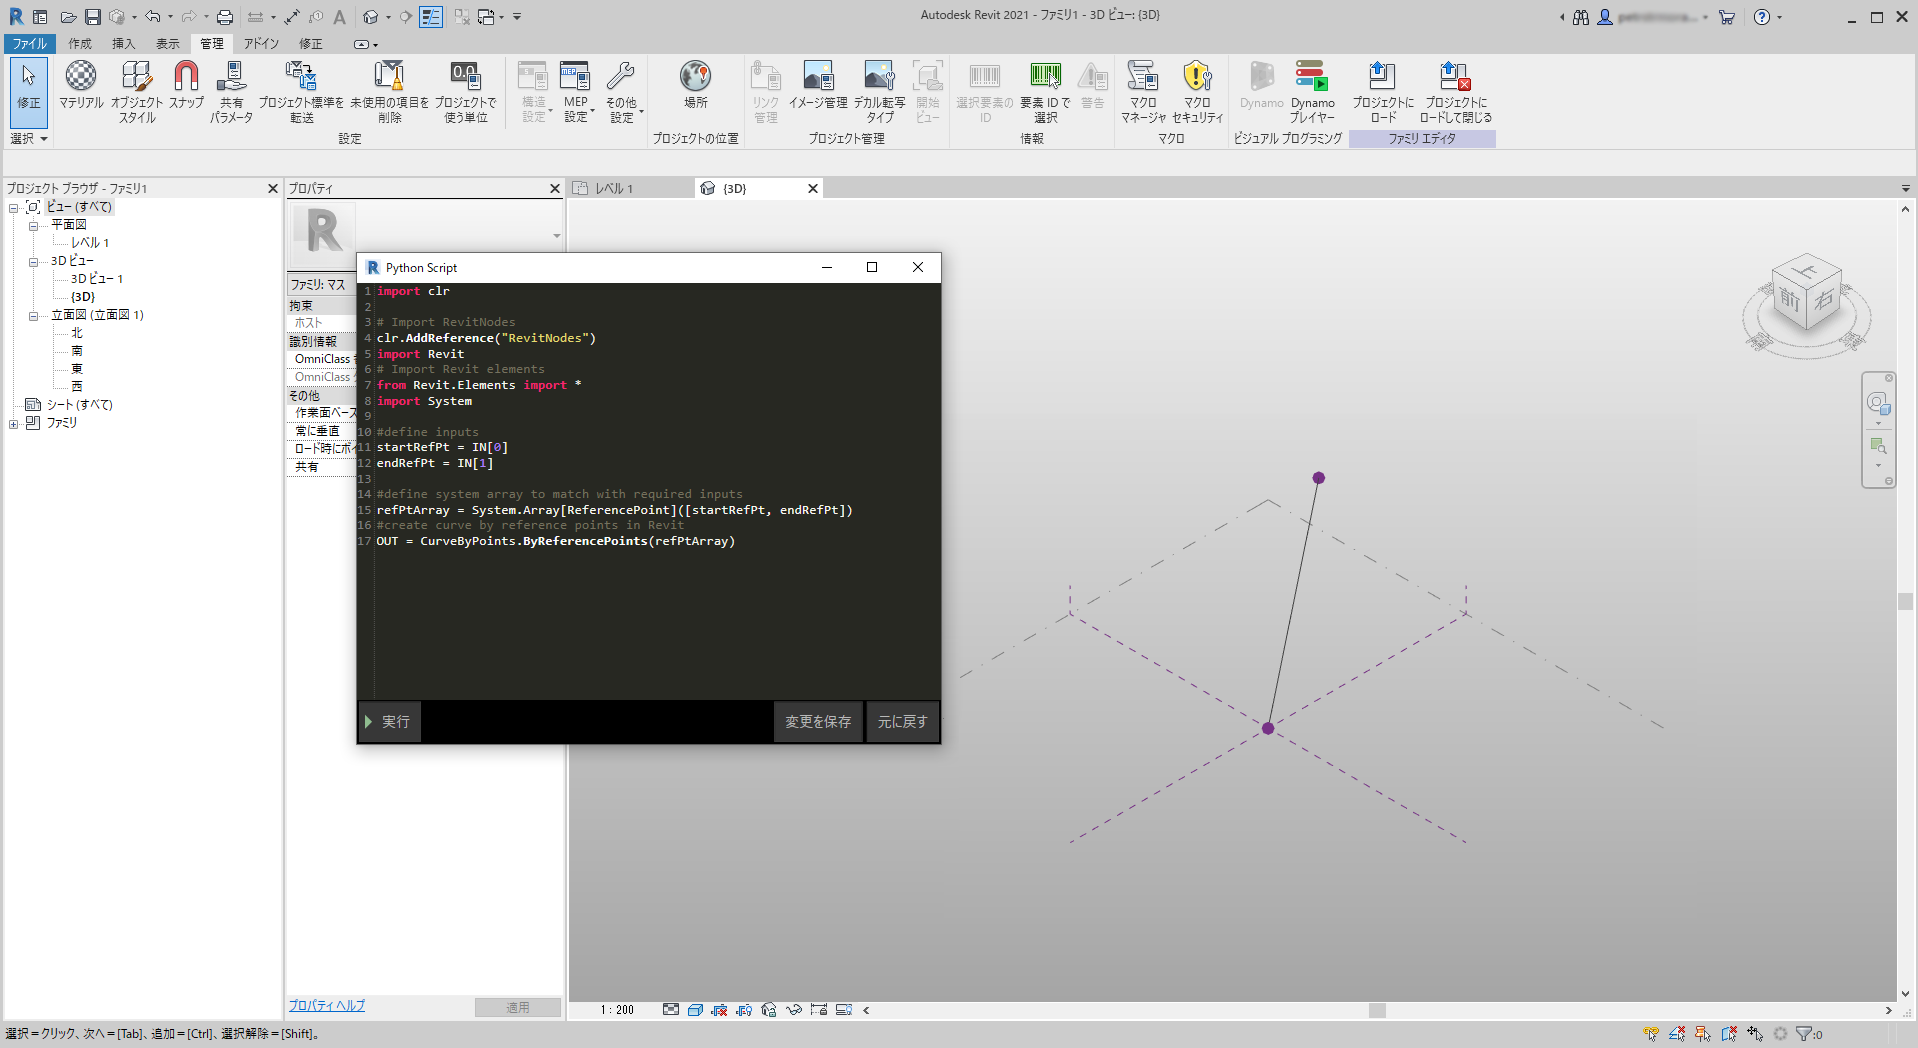 Autodesk Revit 2021 - ファミリ1 - 3D ビュー: {3D}
ファイル 作成 挿入 表示 管理 アドイン 修正
修正
マテリアル
オブジェクト
スタイル
スナップ
共有
パラメータ
プロジェクト標準を
転送
未使用の項目を
削除
プロジェクトで
使う単位
構造
設定
MEP
設定
その他
設定
場所
リンク
管理
イメージ管理
デカル転写
タイプ
開始
ビュー
選択要素の
ID
要素 ID で
選択
警告
マクロ
マネージャ
マクロ
セキュリティ
Dynamo
Dynamo
プレイヤー
プロジェクトに
ロード
プロジェクトに
ロードして閉じる
選択 設定 プロジェクトの位置 プロジェクト管理 情報 マクロ ビジュアル プログラミング ファミリ エディタ
プロジェクト ブラウザ - ファミリ1
ビュー (すべて)
平面図
レベル 1
3D ビュー
3D ビュー 1
{3D}
立面図 (立面図 1)
北
南
東
西
シート (すべて)
ファミリ
プロパティ
R
ファミリ: マス
拘束
ホスト
識別情報
OmniClass
OmniClass
その他
作業面ベース
常に垂直
ロード時にボイ
共有
プロパティ ヘルプ
適用
レベル 1
{3D}
Python Script
1 import clr
2
3 # Import RevitNodes
4 clr.AddReference("RevitNodes")
5 import Revit
6 # Import Revit elements
7 from Revit.Elements import *
8 import System
9
10 #define inputs
11 startRefPt = IN[0]
12 endRefPt = IN[1]
13
14 #define system array to match with required inputs
15 refPtArray = System.Array[ReferencePoint]([startRefPt, endRefPt])
16 #create curve by reference points in Revit
17 OUT = CurveByPoints.ByReferencePoints(refPtArray)
実行 変更を保存 元に戻す
上
前 右
1 : 200
選択＝クリック、次へ＝[Tab]、追加＝[Ctrl]、選択解除＝[Shift]。
:0